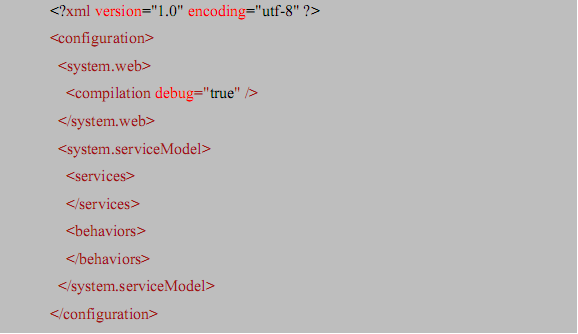 <?xml version="1.0" encoding="utf-8" ?>
<configuration>
<system.web>
<compilation debug="true" />
</system.web>
<system.serviceModel>
<services>
</services>
<behaviors>
</behaviors>
</system.serviceModel>
</configuration>